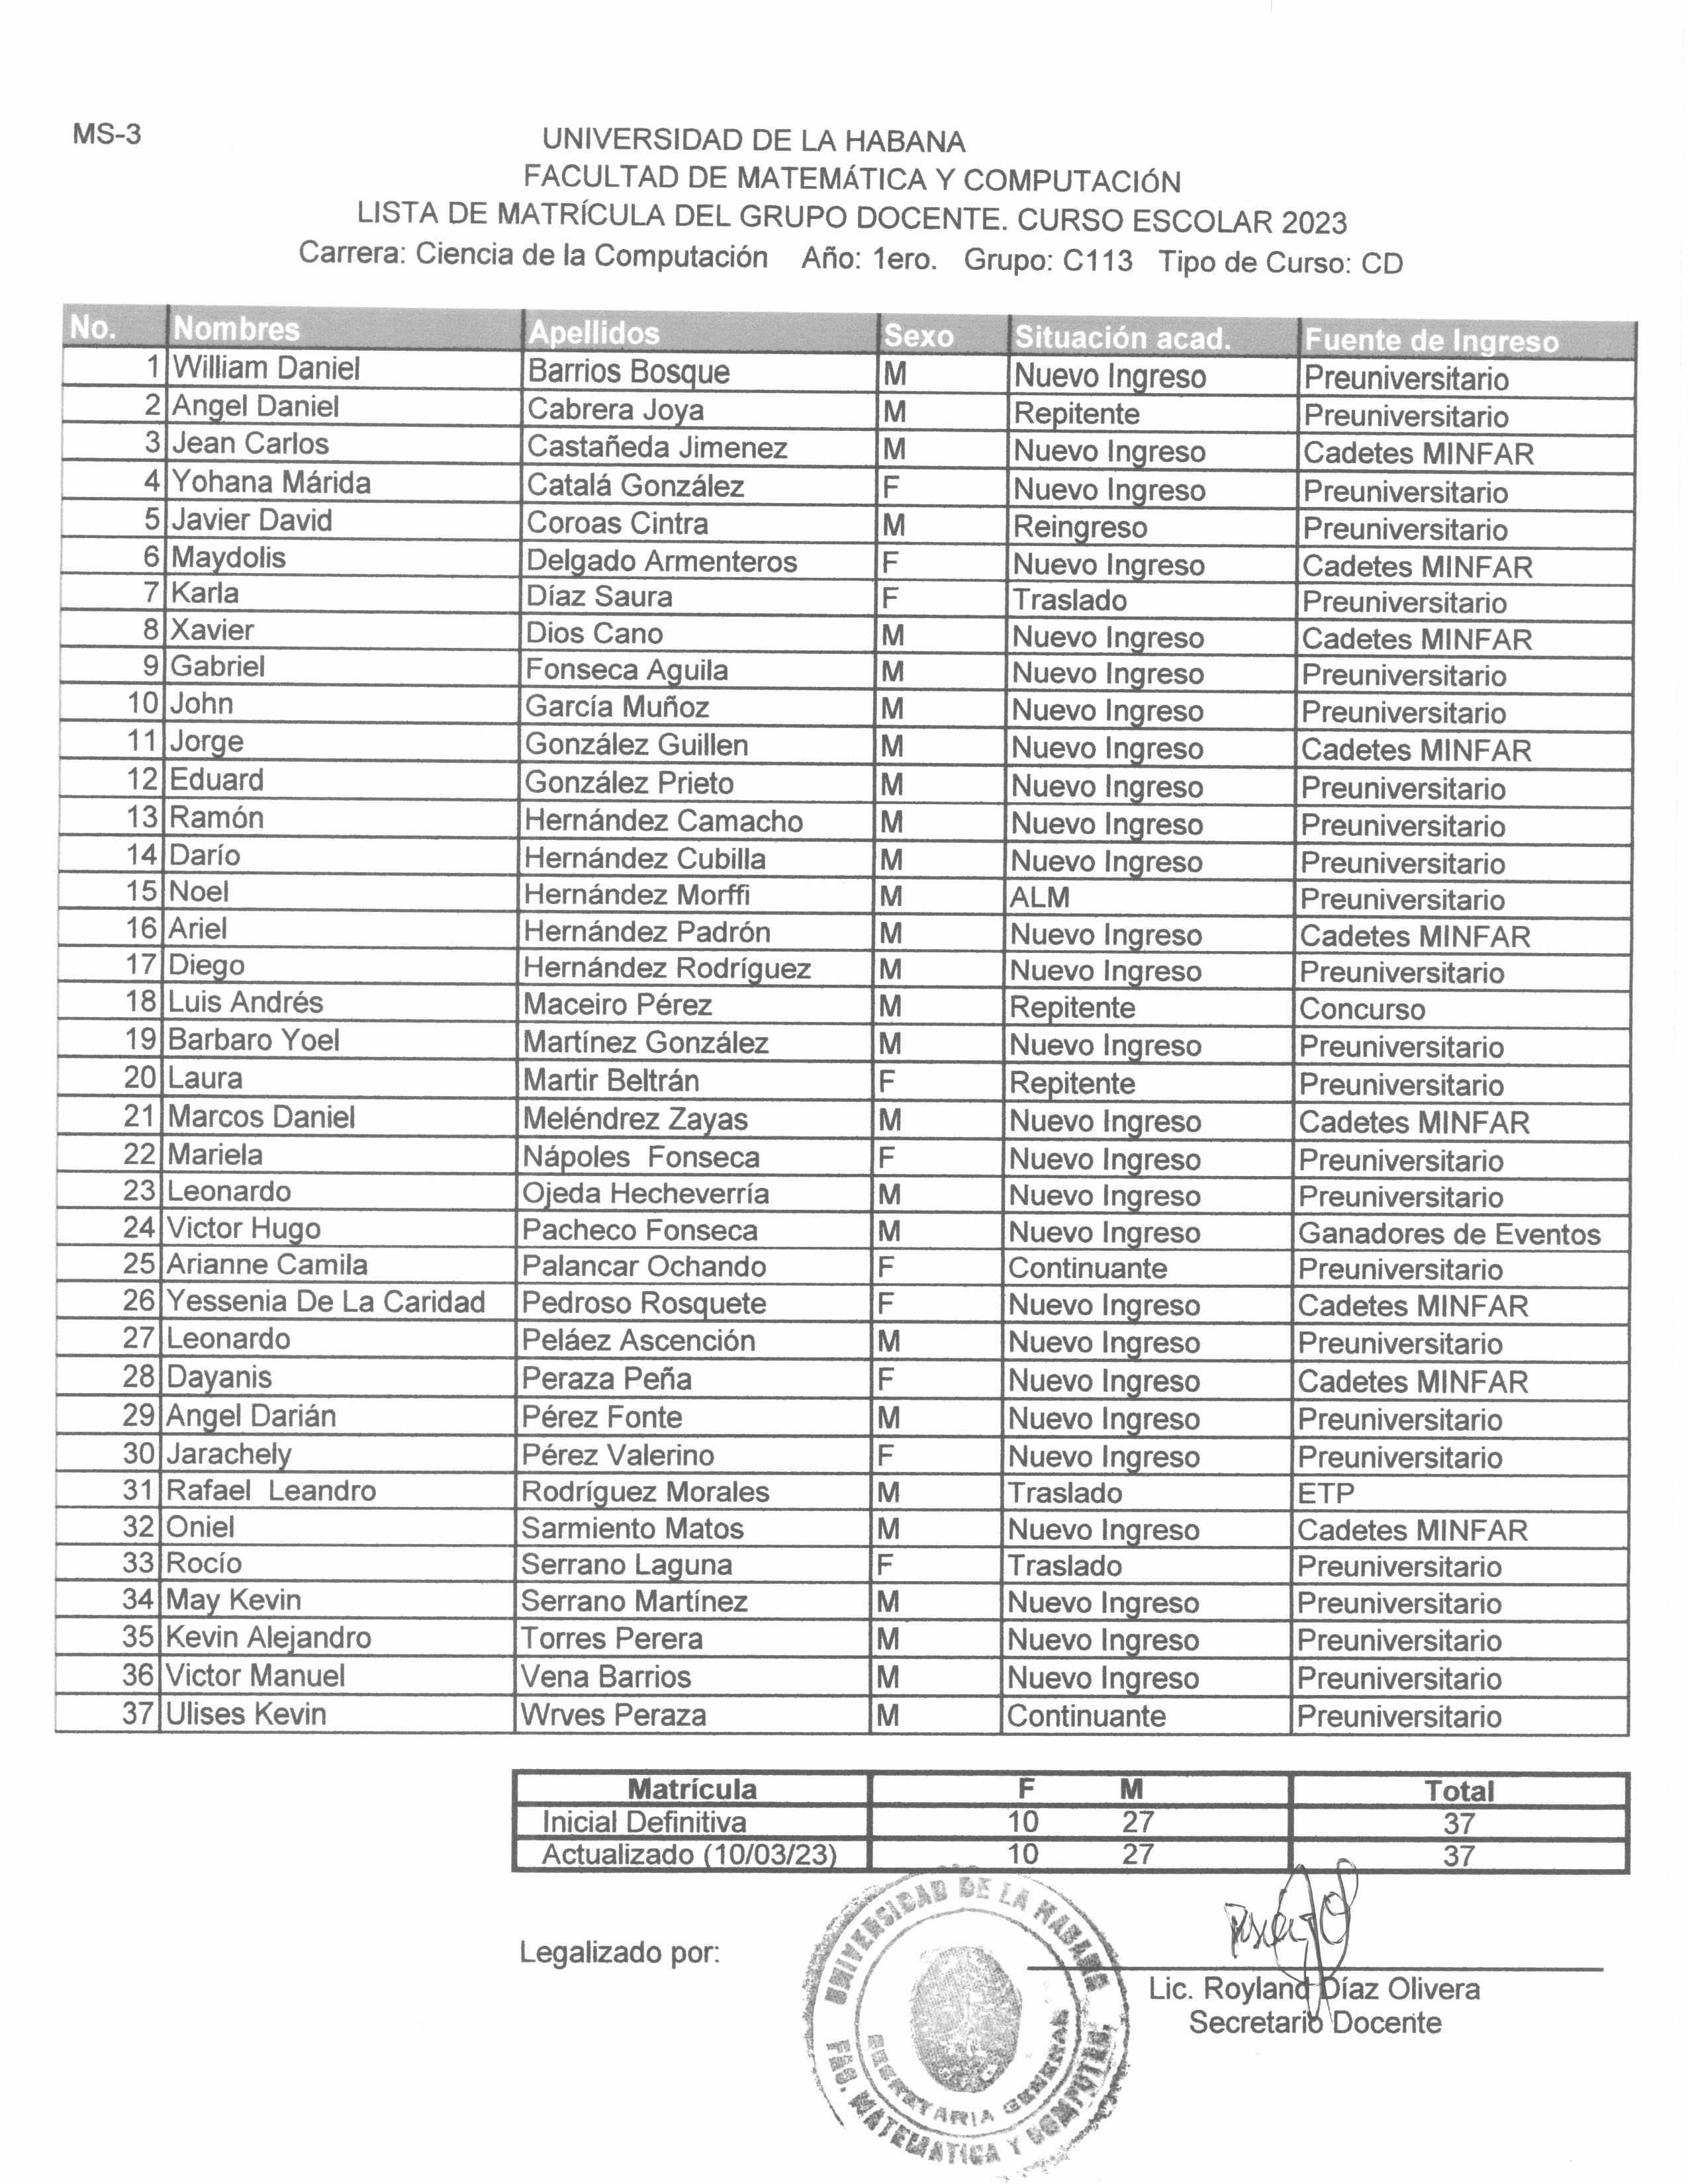 MS-3
UNIVERSIDAD DE LA HABANA
FACULTAD DE MATEMÁTICA Y COMPUTACIÓN
LISTA DE MATRÍCULA DEL GRUPO DOCENTE. CURSO ESCOLAR 2023
Carrera: Ciencia de la Computación Año: 1ero. Grupo: C113 Tipo de Curso: CD
No. Nombres Apellidos Sexo Situación acad. Fuente de Ingreso
1 William Daniel Barrios Bosque M Nuevo Ingreso Preuniversitario
2 Angel Daniel Cabrera Joya M Repitente Preuniversitario
3 Jean Carlos Castañeda Jimenez M Nuevo Ingreso Cadetes MINFAR
4 Yohana Márida Catalá González F Nuevo Ingreso Preuniversitario
5 Javier David Coroas Cintra M Reingreso Preuniversitario
6 Maydolis Delgado Armenteros F Nuevo Ingreso Cadetes MINFAR
7 Karla Díaz Saura F Traslado Preuniversitario
8 Xavier Dios Cano M Nuevo Ingreso Cadetes MINFAR
9 Gabriel Fonseca Aguila M Nuevo Ingreso Preuniversitario
10 John García Muñoz M Nuevo Ingreso Preuniversitario
11 Jorge González Guillen M Nuevo Ingreso Cadetes MINFAR
12 Eduard González Prieto M Nuevo Ingreso Preuniversitario
13 Ramón Hernández Camacho M Nuevo Ingreso Preuniversitario
14 Darío Hernández Cubilla M Nuevo Ingreso Preuniversitario
15 Noel Hernández Morffi M ALM Preuniversitario
16 Ariel Hernández Padrón M Nuevo Ingreso Cadetes MINFAR
17 Diego Hernández Rodríguez M Nuevo Ingreso Preuniversitario
18 Luis Andrés Maceiro Pérez M Repitente Concurso
19 Barbaro Yoel Martínez González M Nuevo Ingreso Preuniversitario
20 Laura Martir Beltrán F Repitente Preuniversitario
21 Marcos Daniel Meléndrez Zayas M Nuevo Ingreso Cadetes MINFAR
22 Mariela Nápoles Fonseca F Nuevo Ingreso Preuniversitario
23 Leonardo Ojeda Hecheverría M Nuevo Ingreso Preuniversitario
24 Victor Hugo Pacheco Fonseca M Nuevo Ingreso Ganadores de Eventos
25 Arianne Camila Palancar Ochando F Continuante Preuniversitario
26 Yessenia De La Caridad Pedroso Rosquete F Nuevo Ingreso Cadetes MINFAR
27 Leonardo Peláez Ascención M Nuevo Ingreso Preuniversitario
28 Dayanis Peraza Peña F Nuevo Ingreso Cadetes MINFAR
29 Angel Darián Pérez Fonte M Nuevo Ingreso Preuniversitario
30 Jarachely Pérez Valerino F Nuevo Ingreso Preuniversitario
31 Rafael Leandro Rodríguez Morales M Traslado ETP
32 Oniel Sarmiento Matos M Nuevo Ingreso Cadetes MINFAR
33 Rocío Serrano Laguna F Traslado Preuniversitario
34 May Kevin Serrano Martínez M Nuevo Ingreso Preuniversitario
35 Kevin Alejandro Torres Perera M Nuevo Ingreso Preuniversitario
36 Victor Manuel Vena Barrios M Nuevo Ingreso Preuniversitario
37 Ulises Kevin Wrves Peraza M Continuante Preuniversitario
Matrícula F M Total
Inicial Definitiva 10 27 37
Actualizado (10/03/23) 10 27 37
Legalizado por:
Lic. Royland Díaz Olivera
Secretario Docente
UNIVERSIDAD DE LA HABANA
FAC. MATEMATICA Y COMPUTAC.
SECRETARIA GENERAL